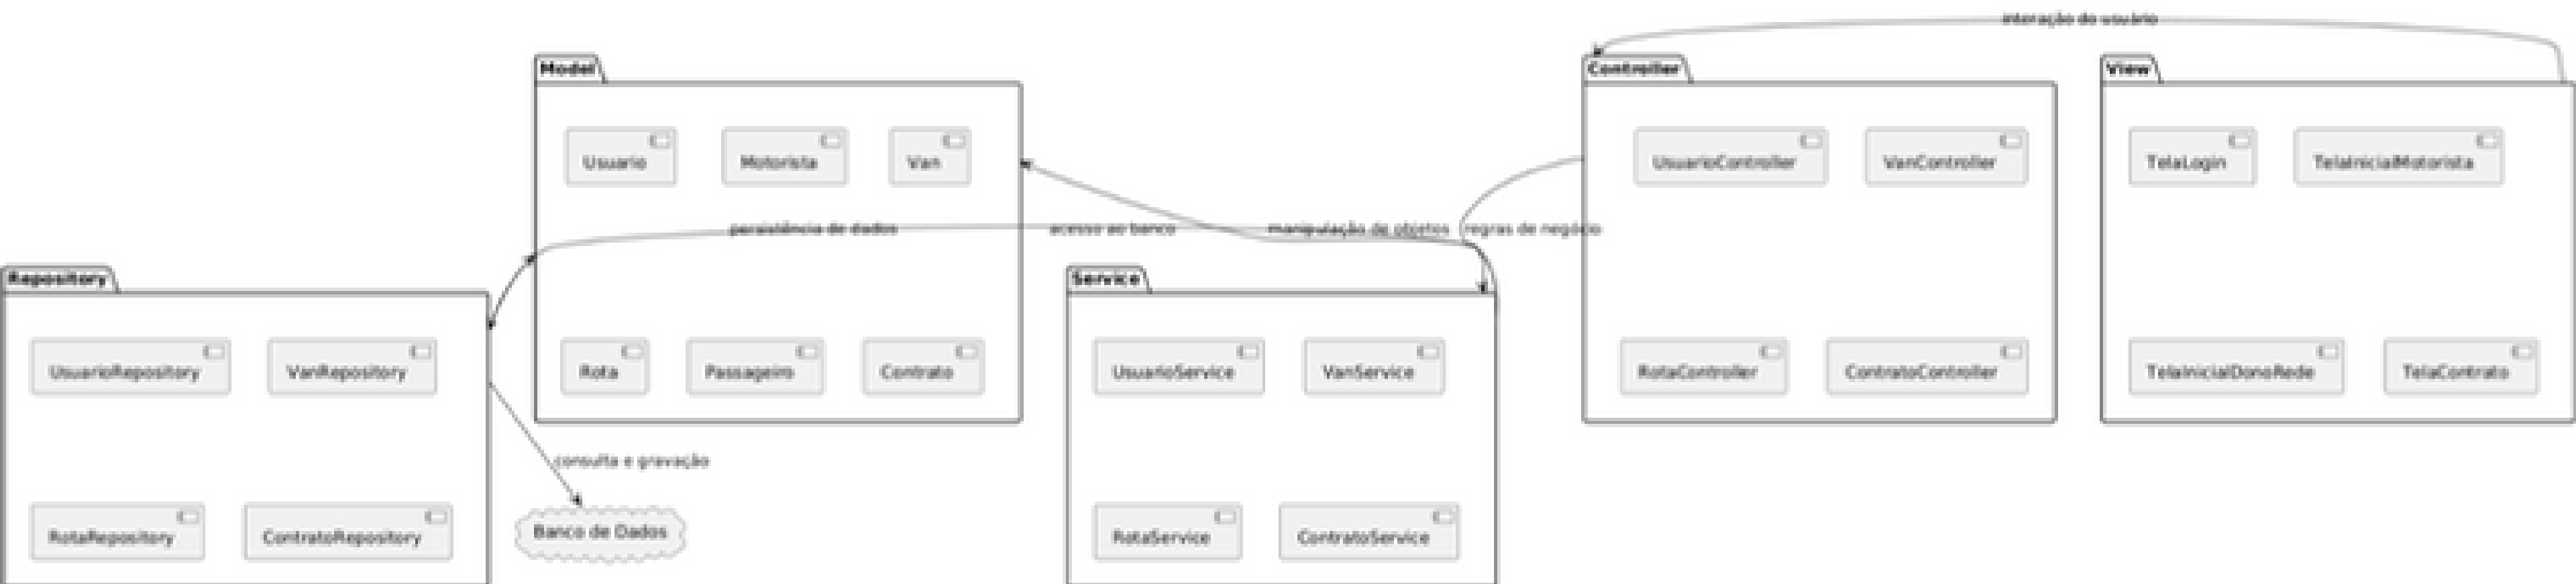 interação do usuário
Model
Controller
View
Usuario
Motorista
Van
UsuarioController
VanController
TelaLogin
TelaInicialMotorista
persistência de dados
acesso ao banco
manipulação de objetos
regras de negócio
Repository
Service
UsuarioRepository
VanRepository
Rota
Passageiro
Contrato
UsuarioService
VanService
RotaController
ContratoController
TelaInicialDonoRede
TelaContrato
consulta e gravação
RotaRepository
ContratoRepository
Banco de Dados
RotaService
ContratoService